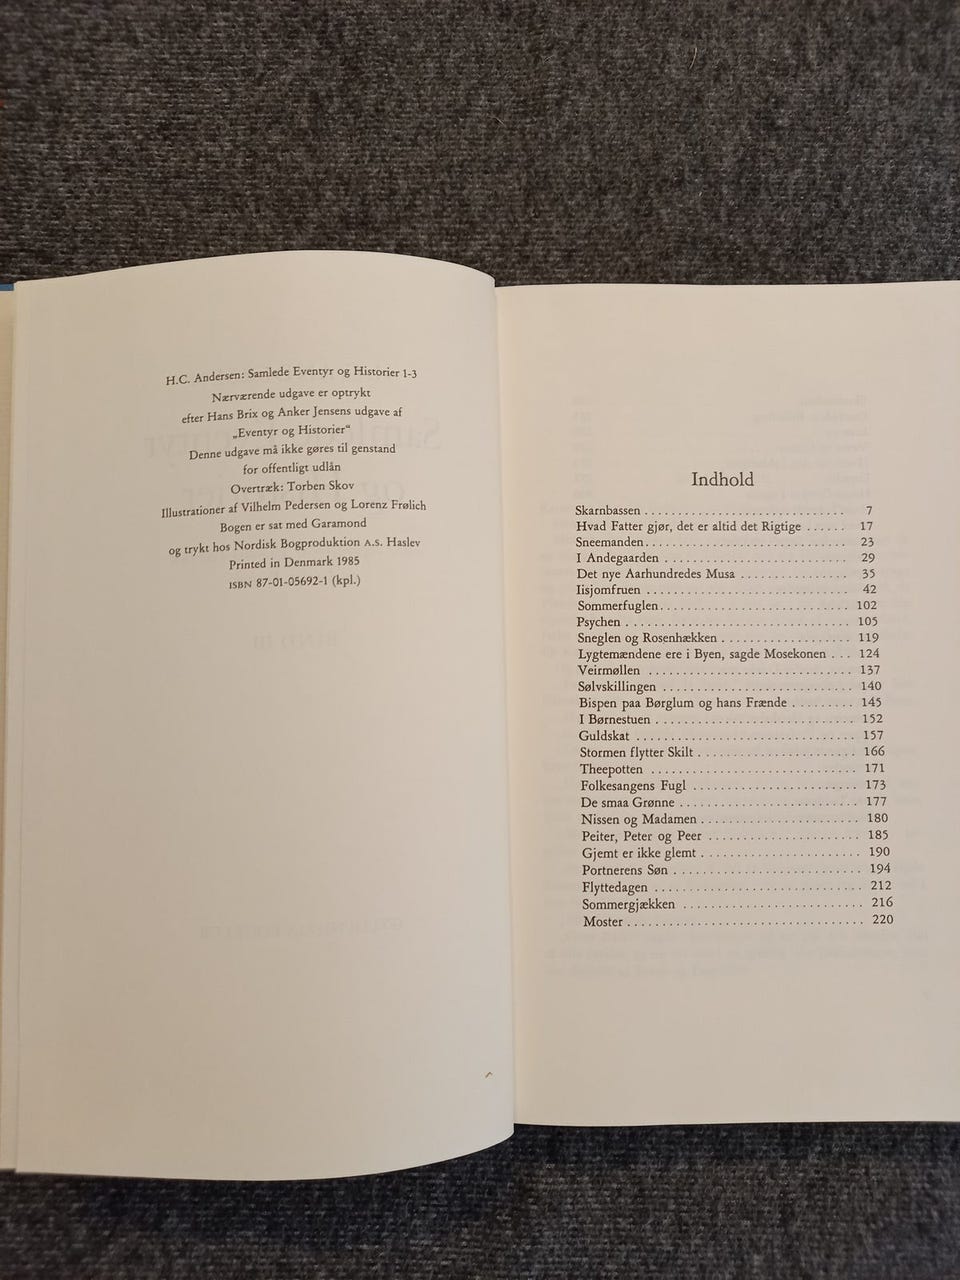 H.C. Andersen: Samlede Eventyr og Historier 1-3
Nærværende udgave er optrykt
efter Hans Brix og Anker Jensens udgave af
„Eventyr og Historier“
Denne udgave må ikke gøres til genstand
for offentligt udlån
Overtræk: Torben Skov
Illustrationer af Vilhelm Pedersen og Lorenz Frølich
Bogen er sat med Garamond
og trykt hos Nordisk Bogproduktion A.S. Haslev
Printed in Denmark 1985
ISBN 87-01-05692-1 (kpl.)
Indhold
Skarnbassen . . . . . . . . . . . . . . . . . . . . . . . . . . . 7
Hvad Fatter gjør, det er altid det Rigtige . . . . . . 17
Sneemanden. . . . . . . . . . . . . . . . . . . . . . . . . . . 23
I Andegaarden . . . . . . . . . . . . . . . . . . . . . . . . . 29
Det nye Aarhundredes Musa . . . . . . . . . . . . . . . . 35
Iisjomfruen . . . . . . . . . . . . . . . . . . . . . . . . . . . 42
Sommerfuglen. . . . . . . . . . . . . . . . . . . . . . . . . 102
Psychen . . . . . . . . . . . . . . . . . . . . . . . . . . . . . 105
Sneglen og Rosenhækken . . . . . . . . . . . . . . . . . 119
Lygtemændene ere i Byen, sagde Mosekonen . . . 124
Veirmøllen . . . . . . . . . . . . . . . . . . . . . . . . . . . 137
Sølvskillingen . . . . . . . . . . . . . . . . . . . . . . . . . 140
Bispen paa Børglum og hans Frænde . . . . . . . . . 145
I Børnestuen . . . . . . . . . . . . . . . . . . . . . . . . . . 152
Guldskat . . . . . . . . . . . . . . . . . . . . . . . . . . . . 157
Stormen flytter Skilt . . . . . . . . . . . . . . . . . . . . . 166
Theepotten . . . . . . . . . . . . . . . . . . . . . . . . . . . 171
Folkesangens Fugl . . . . . . . . . . . . . . . . . . . . . . 173
De smaa Grønne . . . . . . . . . . . . . . . . . . . . . . . 177
Nissen og Madamen . . . . . . . . . . . . . . . . . . . . . 180
Peiter, Peter og Peer . . . . . . . . . . . . . . . . . . . . 185
Gjemt er ikke glemt . . . . . . . . . . . . . . . . . . . . . 190
Portnerens Søn . . . . . . . . . . . . . . . . . . . . . . . . 194
Flyttedagen . . . . . . . . . . . . . . . . . . . . . . . . . . 212
Sommergjækken . . . . . . . . . . . . . . . . . . . . . . . 216
Moster . . . . . . . . . . . . . . . . . . . . . . . . . . . . . . 220